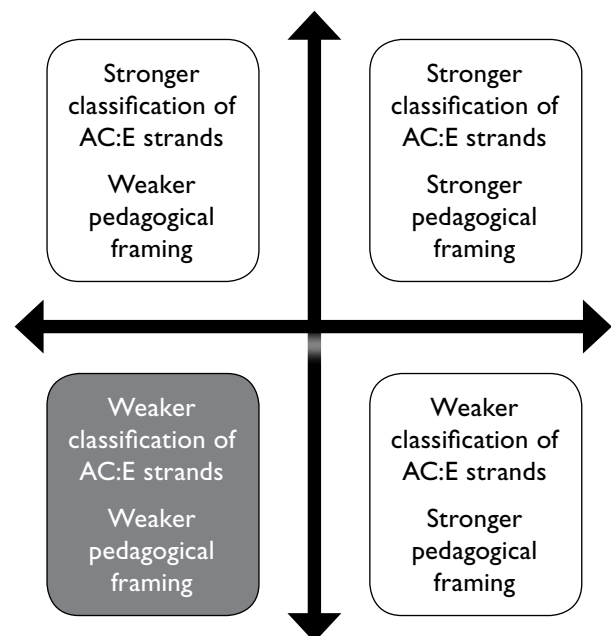 Stronger
classification of
AC:E strands
Weaker
pedagogical
framing
Stronger
classification of
AC:E strands
Stronger
pedagogical
framing
Weaker
classification of
AC:E strands
Weaker
pedagogical
framing
Weaker
classification of
AC:E strands
Stronger
pedagogical
framing